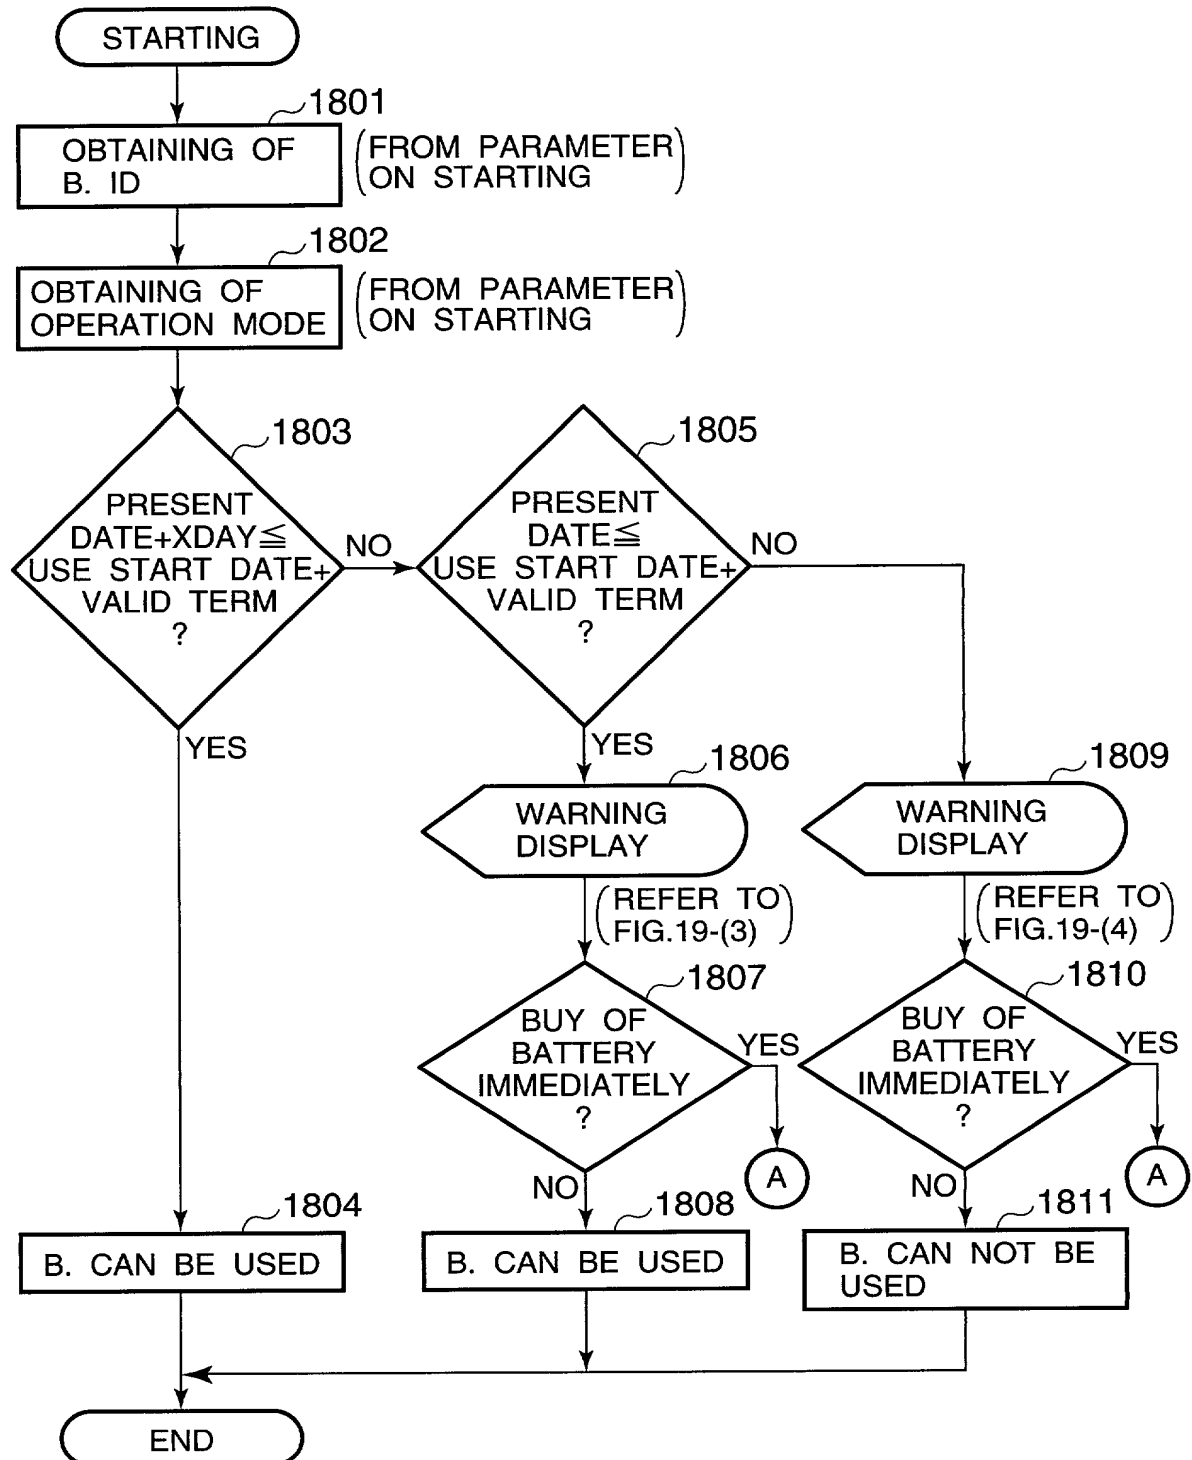 STARTING
1801
OBTAINING OF
B. ID
(FROM PARAMETER
ON STARTING)
1802
OBTAINING OF
OPERATION MODE
(FROM PARAMETER
ON STARTING)
1803
PRESENT
DATE+XDAY≦
USE START DATE+
VALID TERM
?
NO
YES
1805
PRESENT
DATE≦
USE START DATE+
VALID TERM
?
NO
YES
1806
WARNING
DISPLAY
(REFER TO
FIG.19-(3))
1809
WARNING
DISPLAY
(REFER TO
FIG.19-(4))
1807
BUY OF
BATTERY
IMMEDIATELY
?
YES
A
NO
1810
BUY OF
BATTERY
IMMEDIATELY
?
YES
A
NO
1804
B. CAN BE USED
1808
B. CAN BE USED
1811
B. CAN NOT BE
USED
END